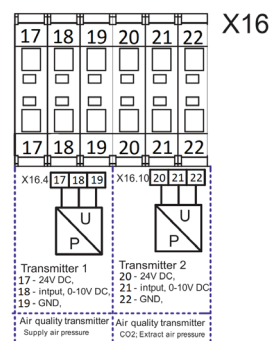 X16
17 18 19 20 21 22
17 18 19 20 21 22
X16.4 17 18 19
X16.10 20 21 22
U
P
U
P
Transmitter 1
17 - 24V DC,
18 - intput, 0-10V DC,
19 - GND,
Transmitter 2
20 - 24V DC,
21 - intput, 0-10V DC
22 - GND,
Air quality transmitter
Supply air pressure
Air quality transmitter
CO2; Extract air pressure